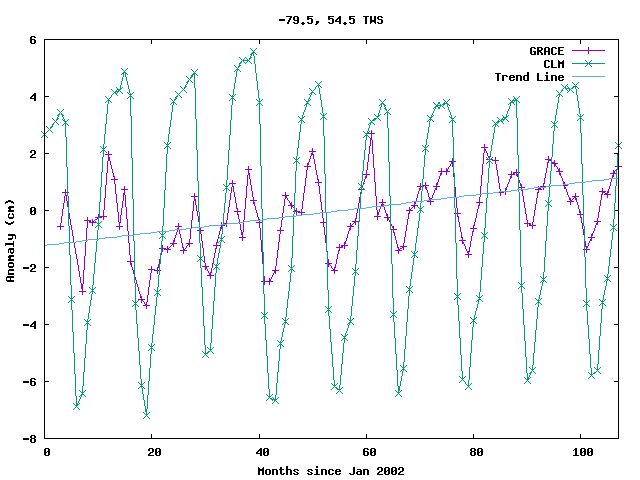 -79.5, 54.5 TWS
GRACE
CLM
Trend Line
6
4
2
0
-2
-4
-6
-8
Anomaly (cm)
0 20 40 60 80 100
Months since Jan 2002